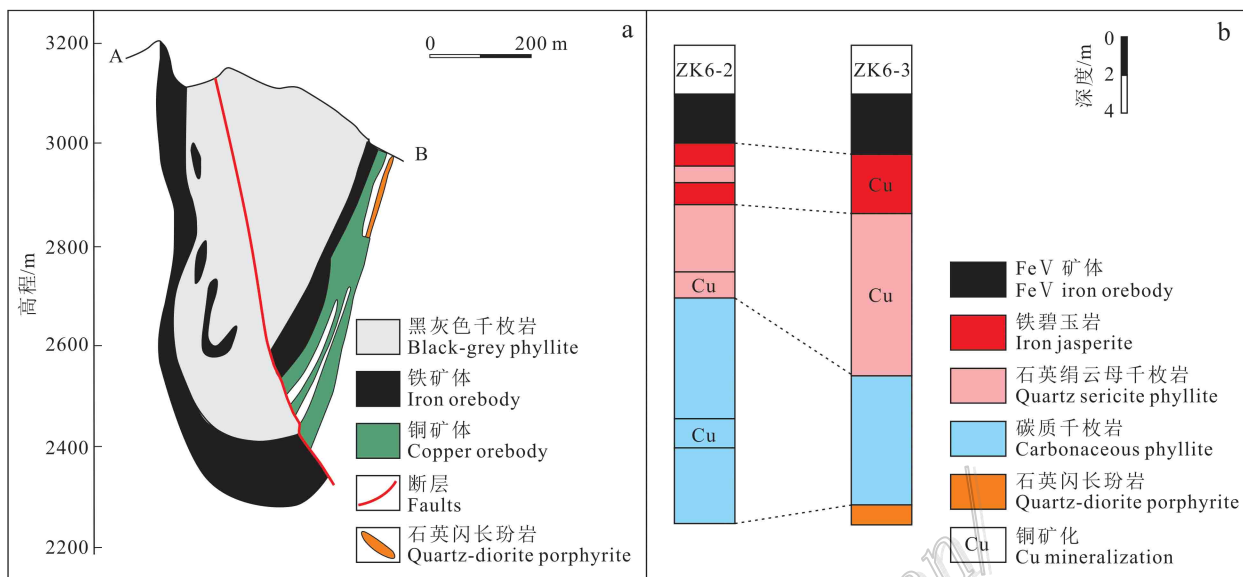 a
A
B
0 200 m
高程/m
3200
3000
2800
2600
2400
2200
黑灰色千枚岩
Black-grey phyllite
铁矿体
Iron orebody
铜矿体
Copper orebody
断层
Faults
石英闪长玢岩
Quartz-diorite porphyrite
b
ZK6-2
Cu
Cu
ZK6-3
Cu
Cu
深度/m
0
2
4
FeV 矿体
FeV iron orebody
铁碧玉岩
Iron jasperite
石英绢云母千枚岩
Quartz sericite phyllite
碳质千枚岩
Carbonaceous phyllite
石英闪长玢岩
Quartz-diorite porphyrite
Cu
铜矿化
Cu mineralization